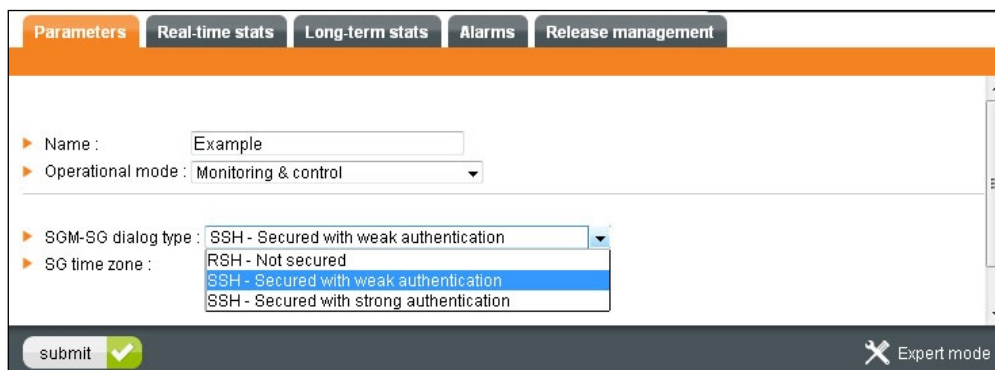 Parameters Real-time stats Long-term stats Alarms Release management
Name : Example
Operational mode : Monitoring & control
SGM-SG dialog type : SSH - Secured with weak authentication
SG time zone : RSH - Not secured
SSH - Secured with weak authentication
SSH - Secured with strong authentication
submit Expert mode